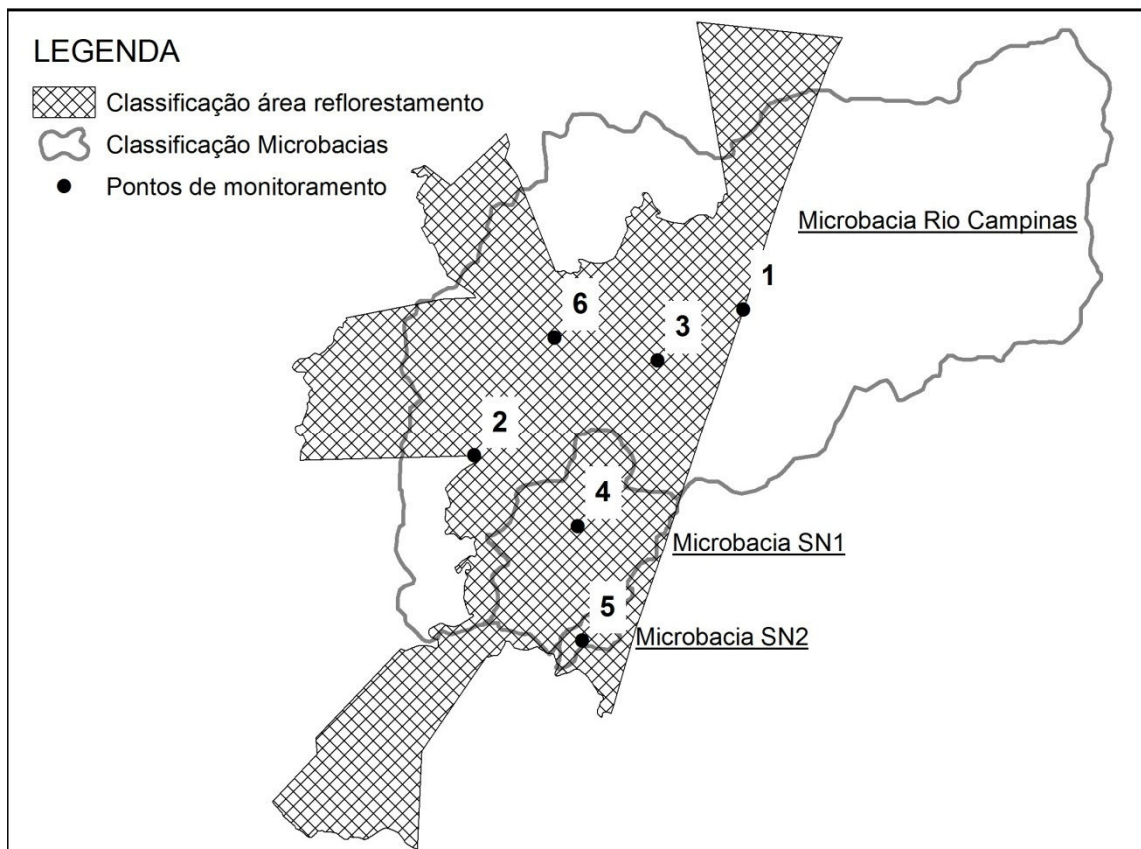 LEGENDA
Classificação área reflorestamento
Classificação Microbacias
Pontos de monitoramento
Microbacia Rio Campinas
1
6
3
2
4
Microbacia SN1
5
Microbacia SN2